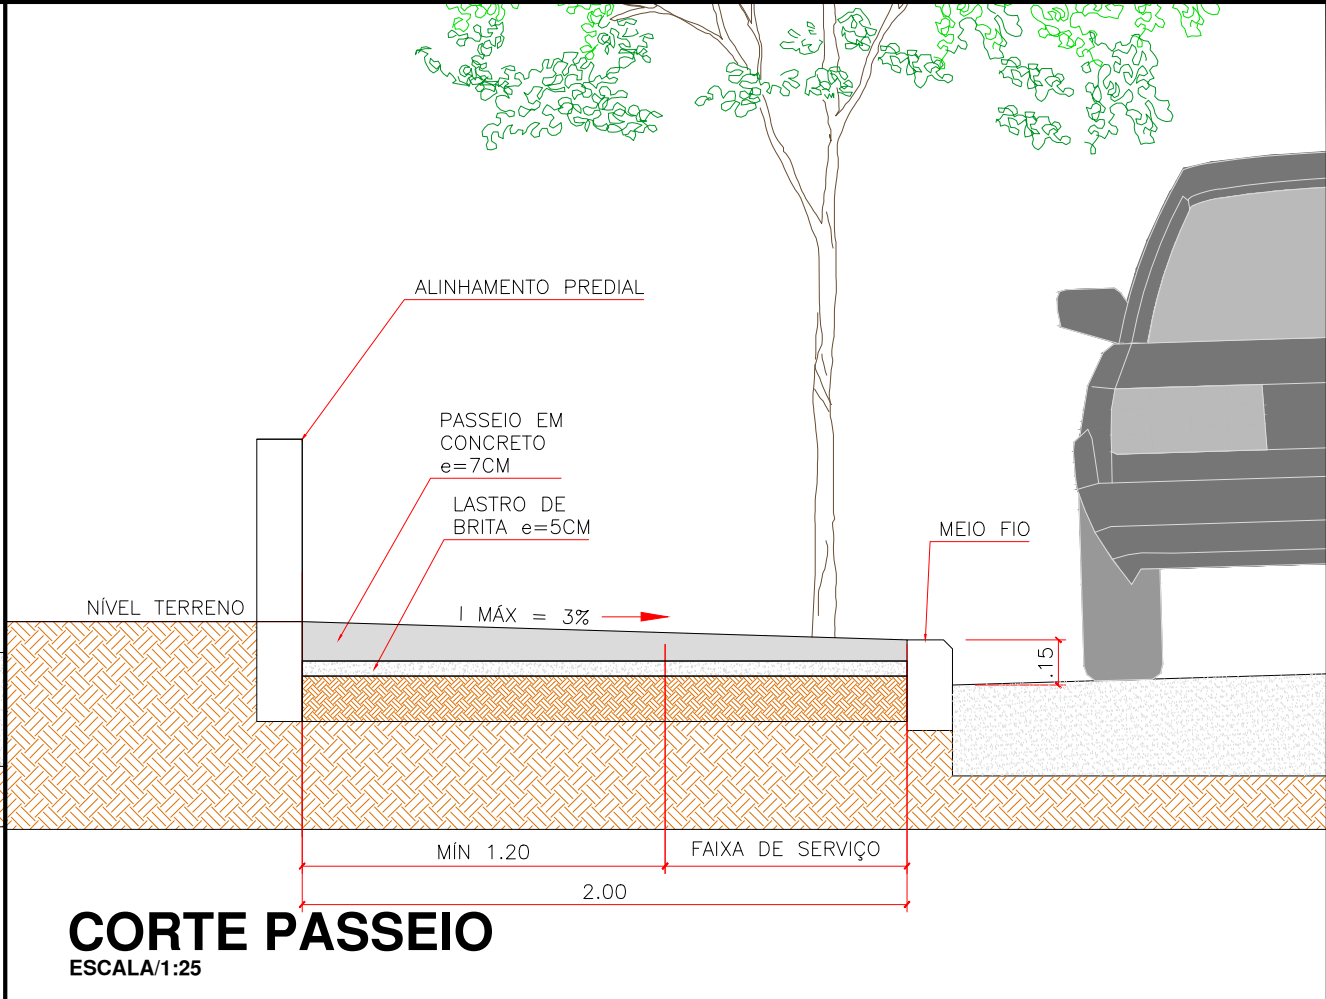 ALINHAMENTO PREDIAL
PASSEIO EM
CONCRETO
e=7CM
LASTRO DE
BRITA e=5CM
MEIO FIO
NÍVEL TERRENO
I MÁX = 3%
.15
MÍN 1.20
FAIXA DE SERVIÇO
2.00
CORTE PASSEIO
ESCALA/1:25